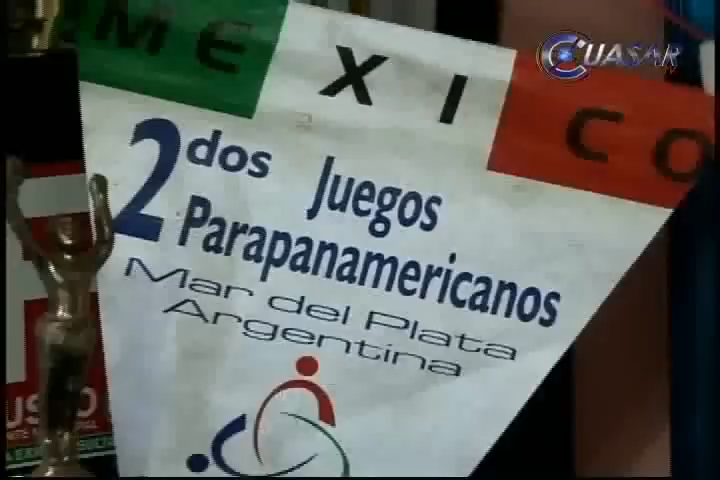 CUASAR
MEXICO
2dos Juegos
Parapanamericanos
Mar del Plata
Argentina